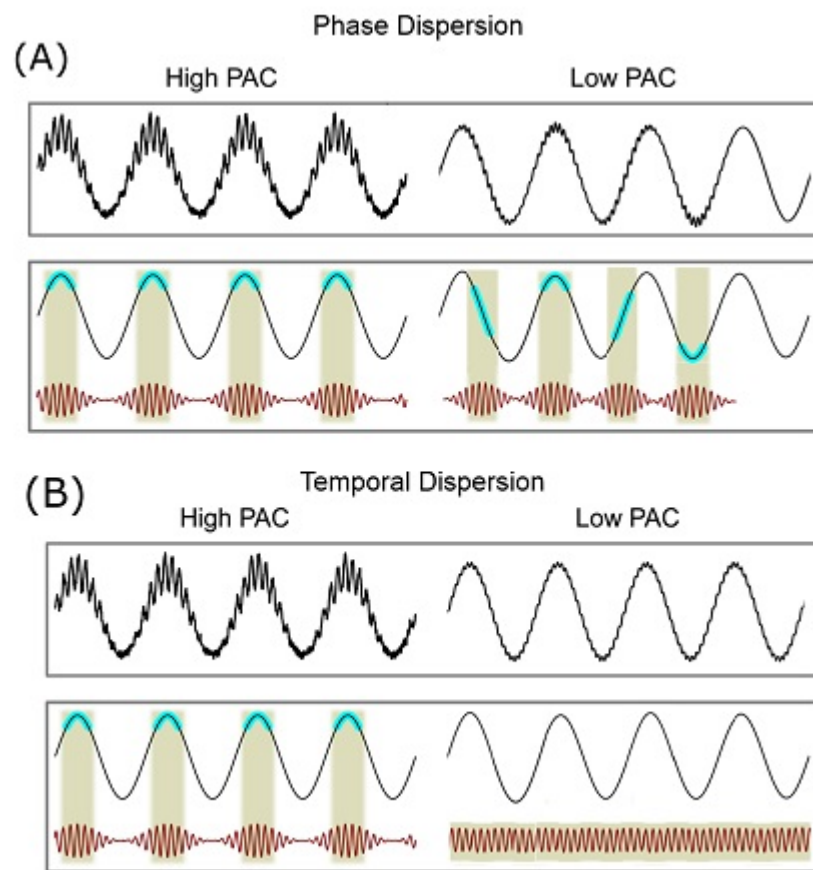 Phase Dispersion
(A)
High PAC
Low PAC
Temporal Dispersion
(B)
High PAC
Low PAC